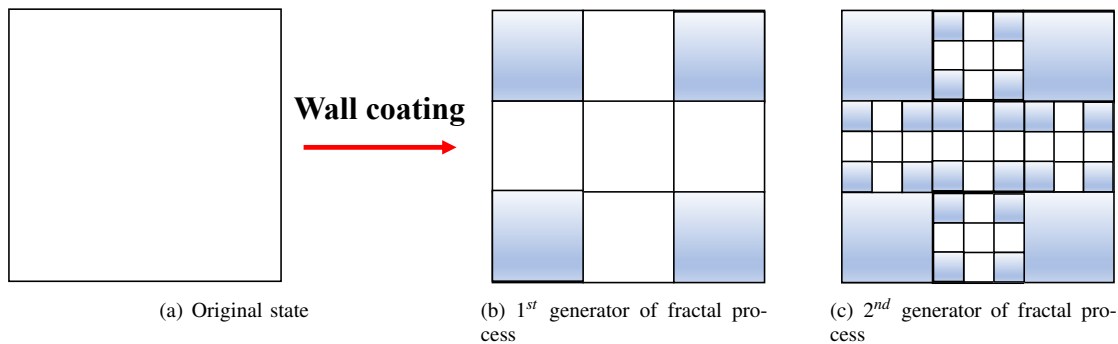 Wall coating
(a) Original state
(b) 1st generator of fractal pro-
cess
(c) 2nd generator of fractal pro-
cess